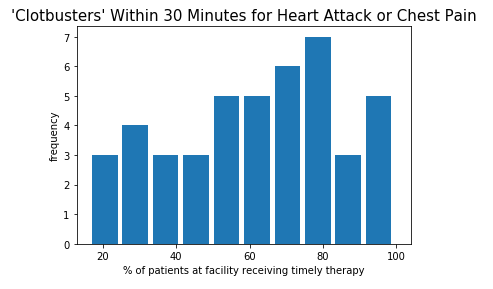 'Clotbusters' Within 30 Minutes for Heart Attack or Chest Pain
7
6
5
4
3
2
1
0
frequency
20 40 60 80 100
% of patients at facility receiving timely therapy